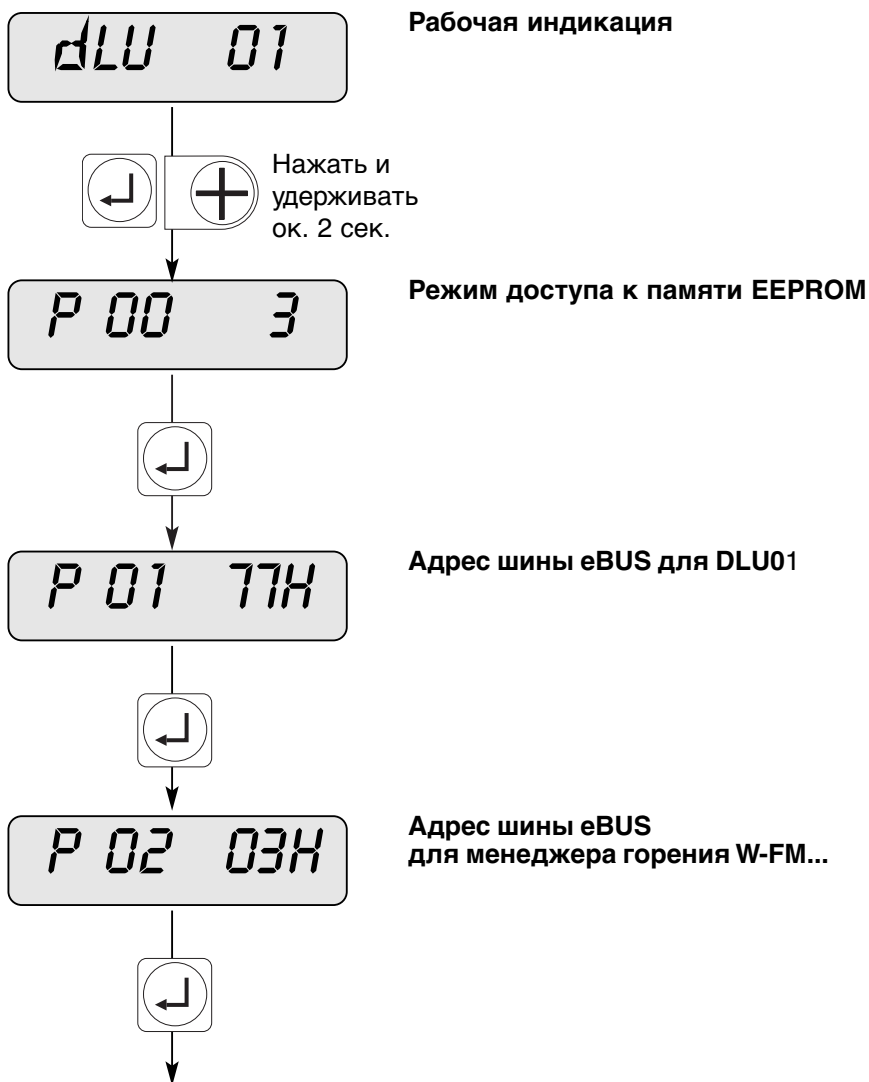 dLU 01
Рабочая индикация
Нажать и
удерживать
ок. 2 сек.
P 00 3
Режим доступа к памяти EEPROM
P 01 77H
Адрес шины eBUS для DLU01
P 02 03H
Адрес шины eBUS
для менеджера горения W-FM...